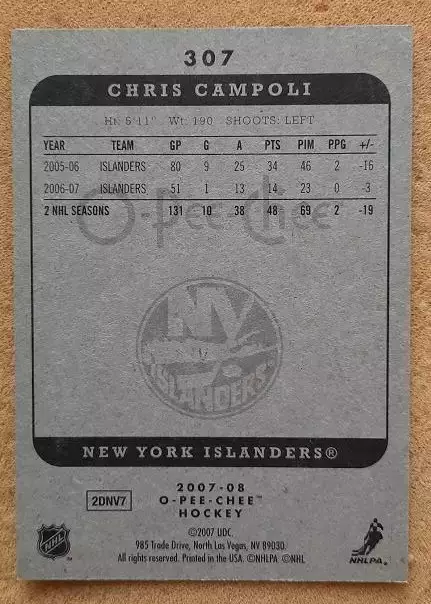 307
CHRIS CAMPOLI
Ht: 5'11" Wt: 190 SHOOTS: LEFT
YEAR TEAM GP G A PTS PIM PPG +/-
2005-06 ISLANDERS 80 9 25 34 46 2 -16
2006-07 ISLANDERS 51 1 13 14 23 0 -3
2 NHL SEASONS 131 10 38 48 69 2 -19
O-Pee-Chee
NY
ISLANDERS
NEW YORK ISLANDERS®
2DNV7
2007-08
O-PEE-CHEE™
HOCKEY
©2007 UDC.
985 Trade Drive, North Las Vegas, NV 89030.
All rights reserved. Printed in the USA. ©NHLPA ©NHL
NHL
NHLPA